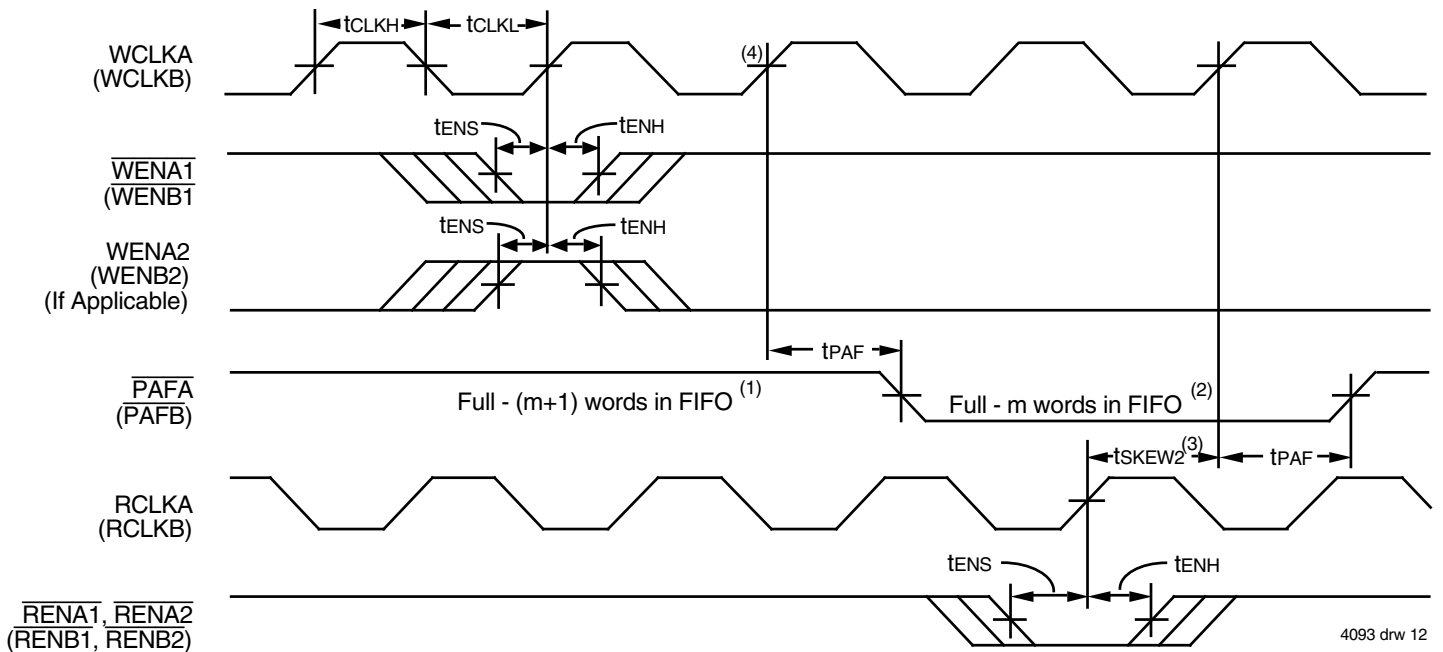 tCLKH
tCLKL
WCLKA
(WCLKB)
(4)
tENS
tENH
WENA1
(WENB1
tENS
tENH
WENA2
(WENB2)
(If Applicable)
tPAF
PAFA
(PAFB)
Full - (m+1) words in FIFO (1)
Full - m words in FIFO (2)
tSKEW2(3)
tPAF
RCLKA
(RCLKB)
tENS
tENH
RENA1, RENA2
(RENB1, RENB2)
4093 drw 12